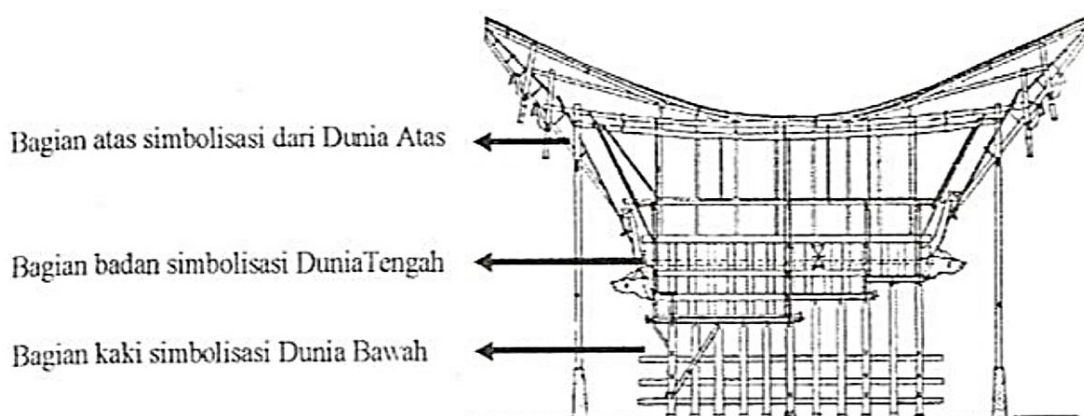 Bagian atas simbolisasi dari Dunia Atas
Bagian badan simbolisasi DuniaTengah
Bagian kaki simbolisasi Dunia Bawah